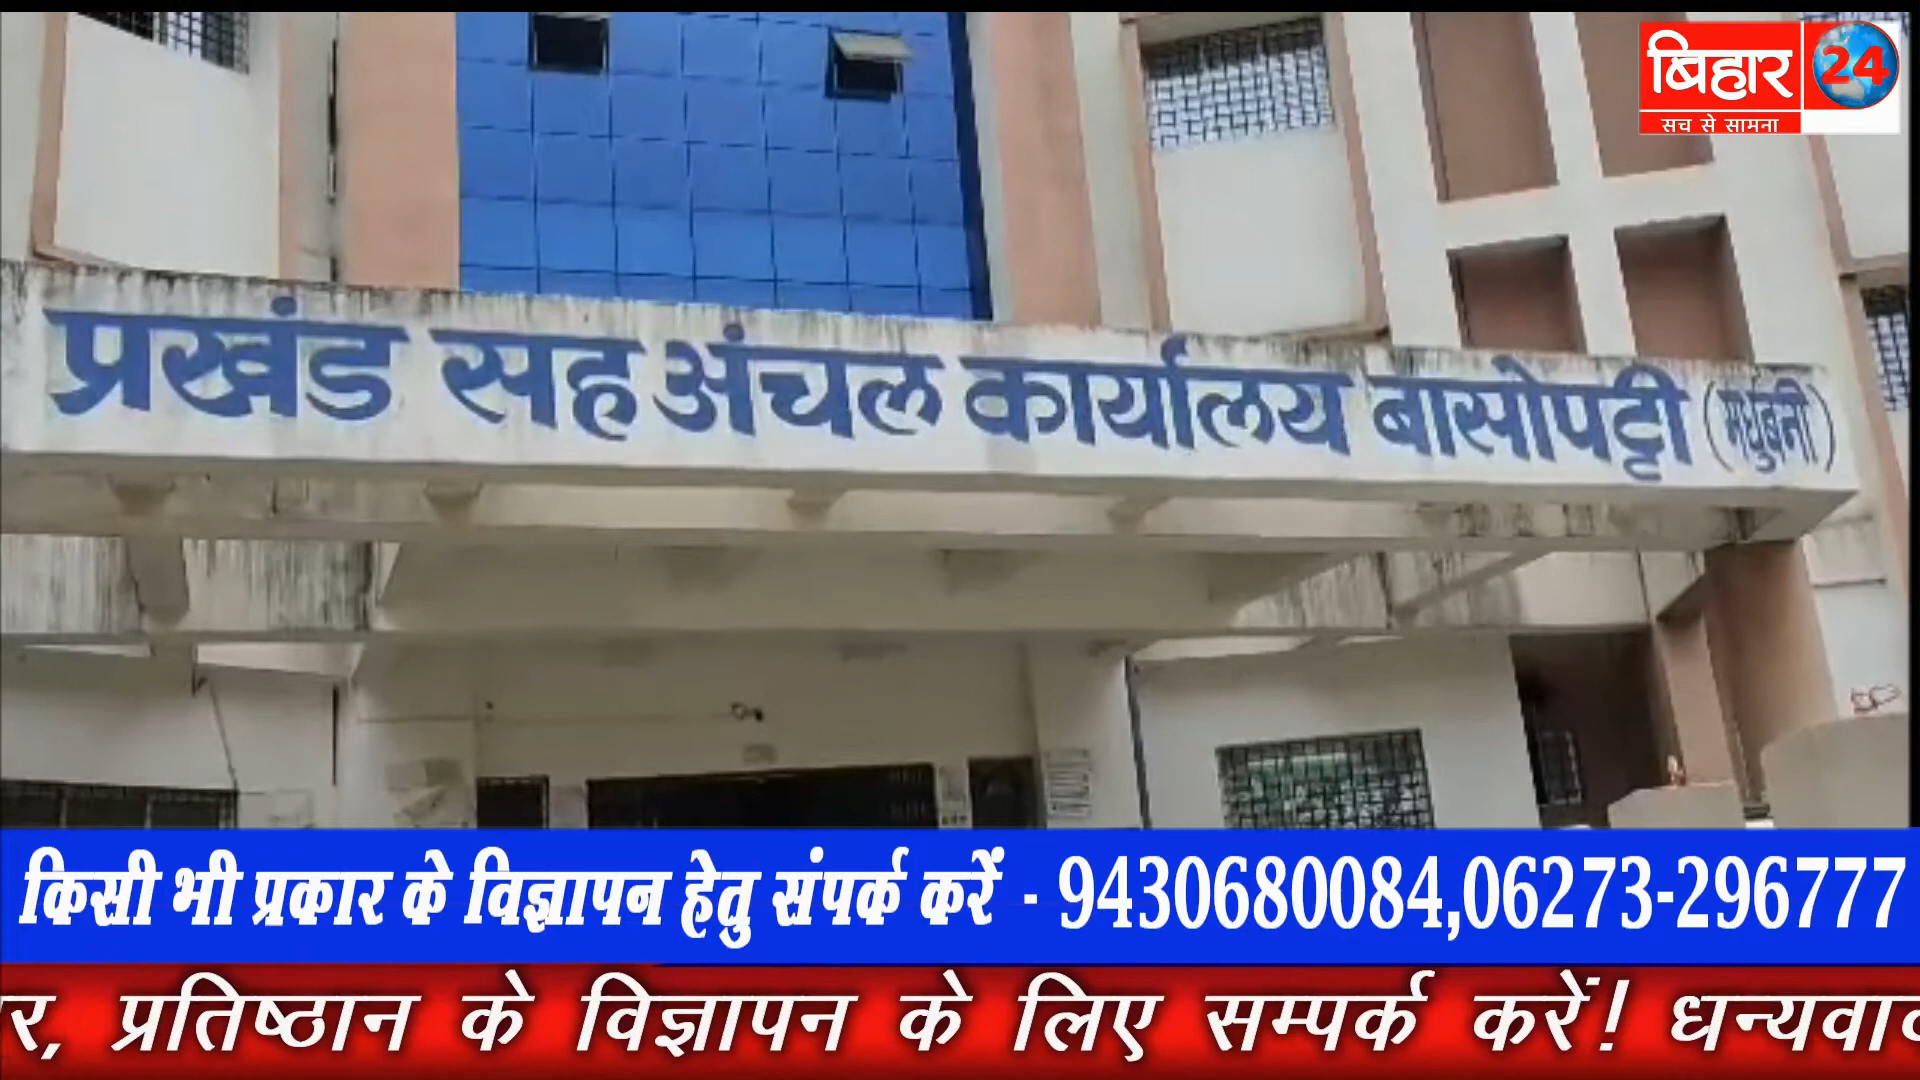 बिहार 24
सच से सामना
प्रखंड सह अंचल कार्यालय बासोपट्टी (मधुबनी)
किसी भी प्रकार के विज्ञापन हेतु संपर्क करें - 9430680084,06273-296777
र, प्रतिष्ठान के विज्ञापन के लिए सम्पर्क करें! धन्यवाद